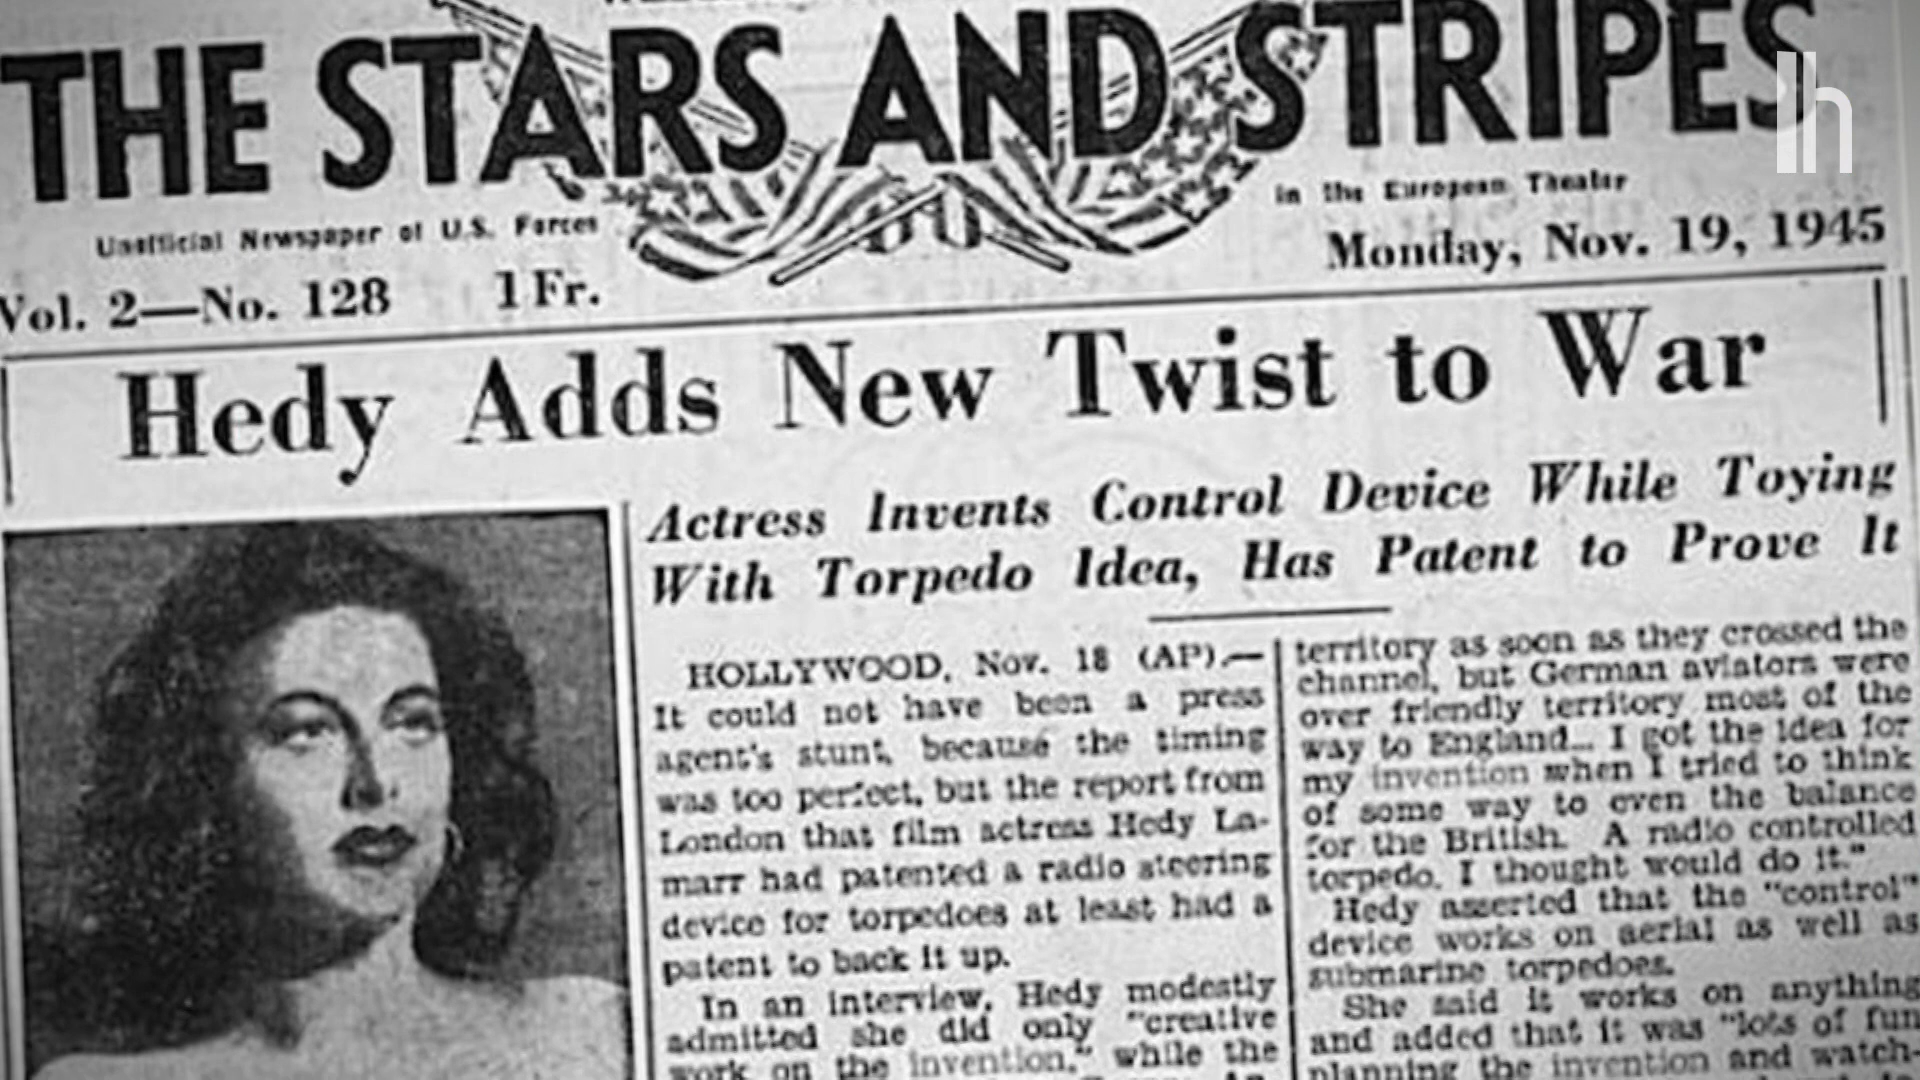 THE STARS AND STRIPES
Unofficial Newspaper of U.S. Forces
in the European Theater
Vol. 2—No. 128 1 Fr.
Monday, Nov. 19, 1945
Hedy Adds New Twist to War
Actress Invents Control Device While Toying
With Torpedo Idea, Has Patent to Prove It
HOLLYWOOD, Nov. 18 (AP).—
It could not have been a press
agent's stunt, because the timing
was too perfect, but the report from
London that film actress Hedy La-
marr had patented a radio steering
device for torpedoes at least had a
patent to back it up.
In an interview, Hedy modestly
admitted she did only "creative
work on the invention," while the
territory as soon as they crossed the
channel, but German aviators were
over friendly territory most of the
way to England... I got the idea for
my invention when I tried to think
of some way to even the balance
for the British. A radio controlled
torpedo, I thought would do it."
Hedy asserted that the "control"
device works on aerial as well as
submarine torpedoes.
She said it works on anything
and added that it was "lots of fun
planning the invention and watch-
lh